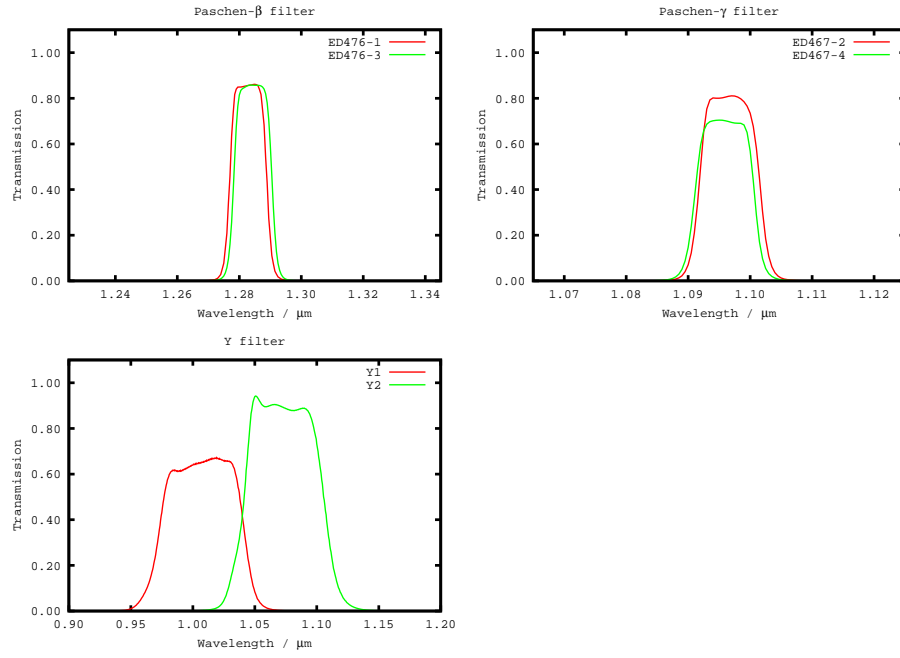 Paschen-β filter
ED476-1
ED476-3
Transmission
1.00
0.80
0.60
0.40
0.20
0.00
1.24 1.26 1.28 1.30 1.32 1.34
Wavelength / μm
Paschen-γ filter
ED467-2
ED467-4
Transmission
1.00
0.80
0.60
0.40
0.20
0.00
1.07 1.08 1.09 1.10 1.11 1.12
Wavelength / μm
Y filter
Y1
Y2
Transmission
1.00
0.80
0.60
0.40
0.20
0.00
0.90 0.95 1.00 1.05 1.10 1.15 1.20
Wavelength / μm